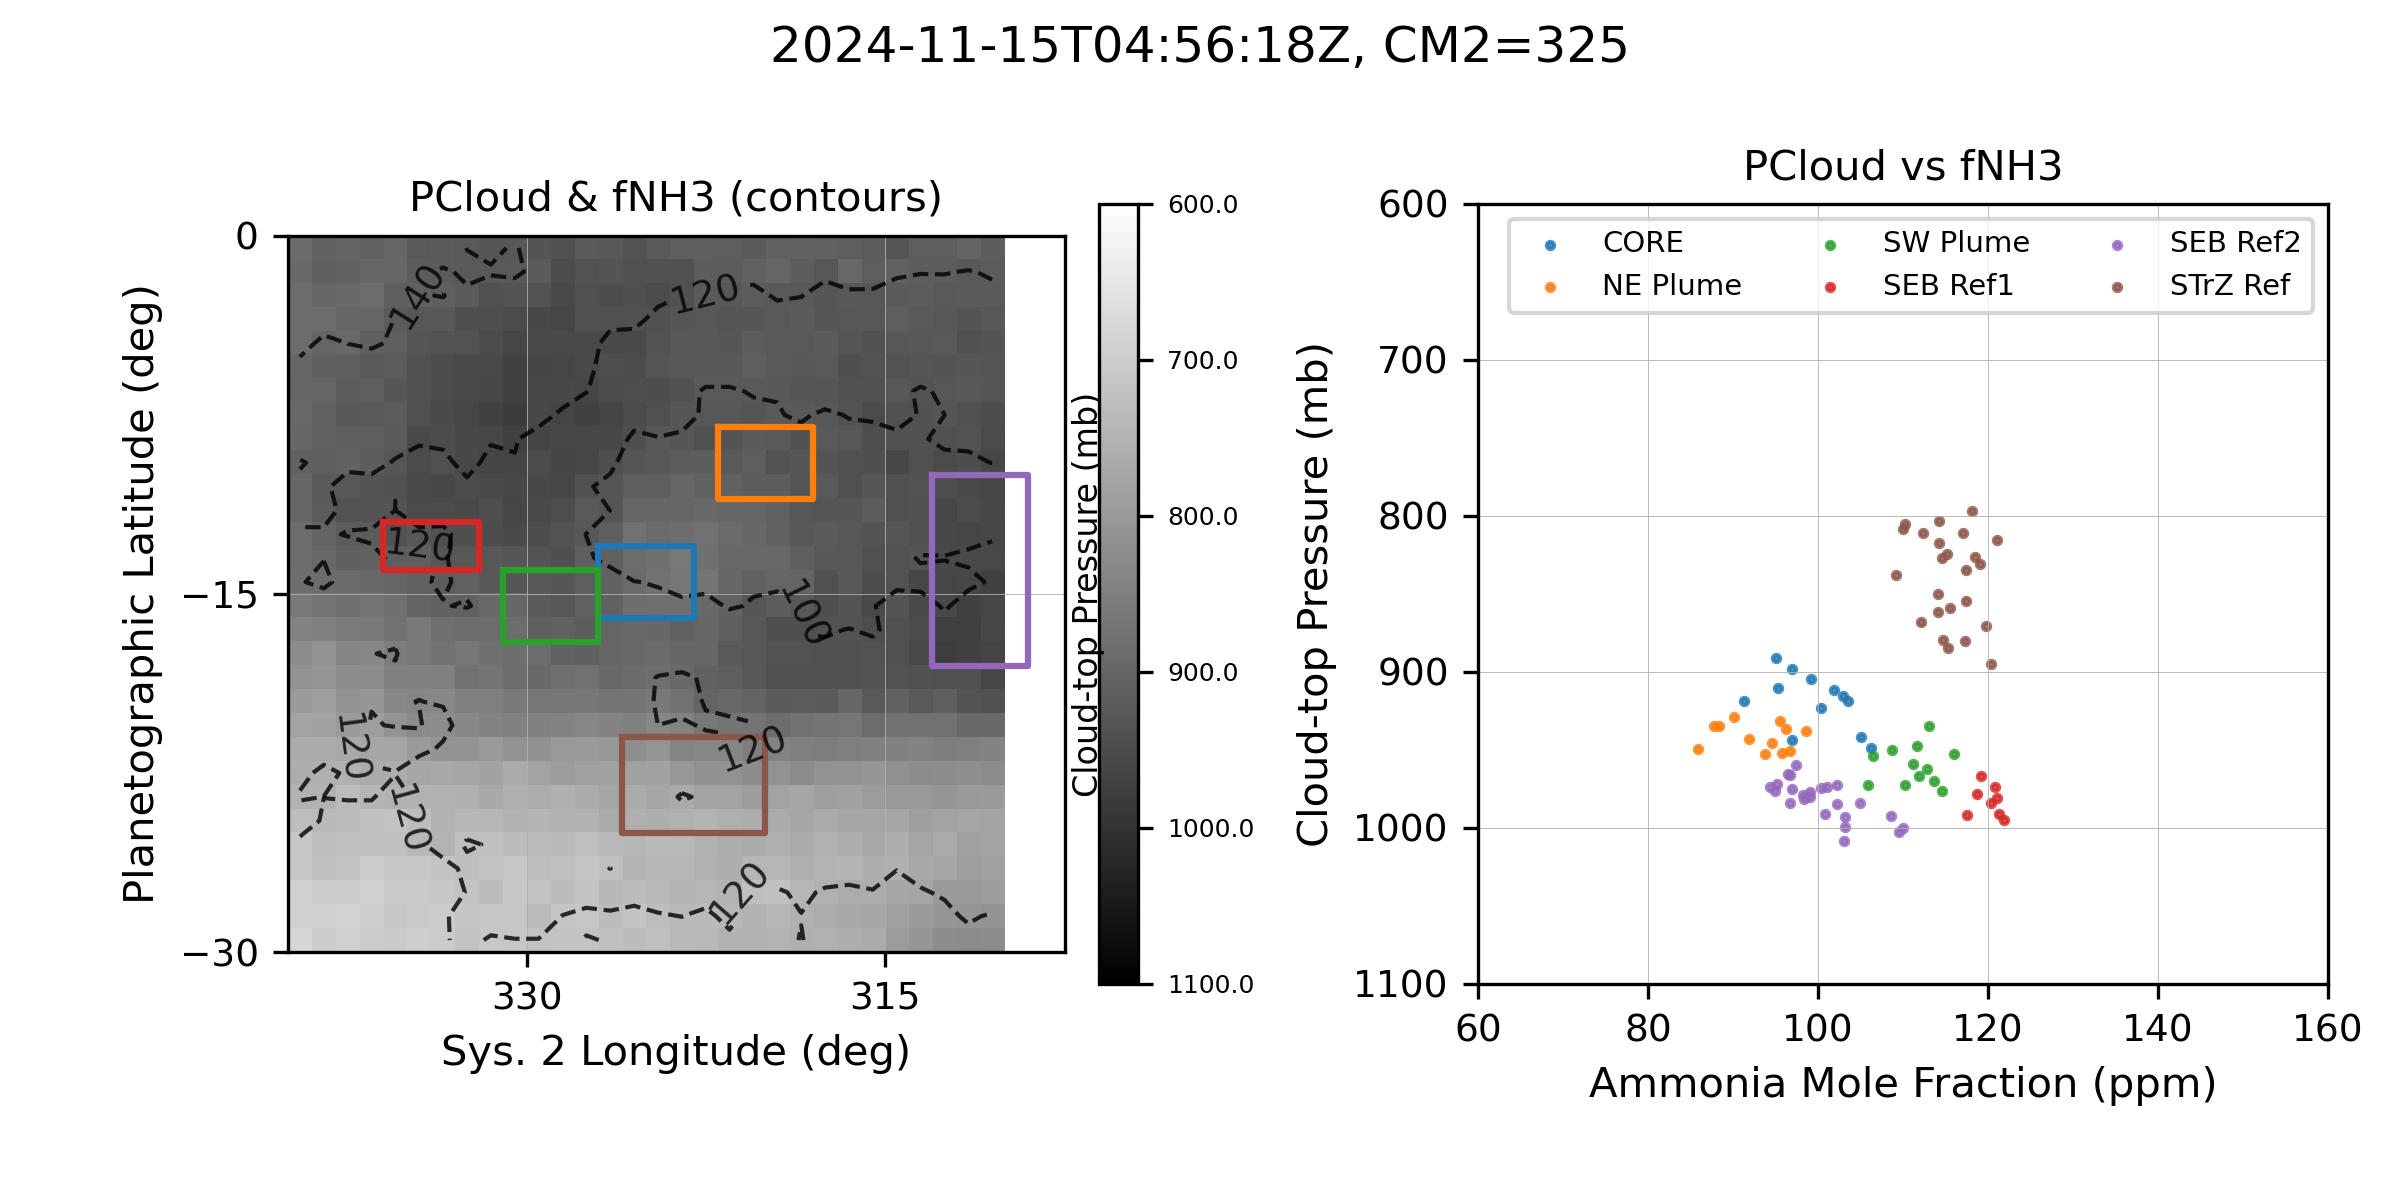 2024-11-15T04:56:18Z, CM2=325
PCloud & fNH3 (contours)
Planetographic Latitude (deg)
0
−15
−30
330
315
Sys. 2 Longitude (deg)
140
120
120
100
120
120
120
120
Cloud-top Pressure (mb)
600.0
700.0
800.0
900.0
1000.0
1100.0
PCloud vs fNH3
Cloud-top Pressure (mb)
600
700
800
900
1000
1100
CORE
NE Plume
SW Plume
SEB Ref1
SEB Ref2
STrZ Ref
60
80
100
120
140
160
Ammonia Mole Fraction (ppm)